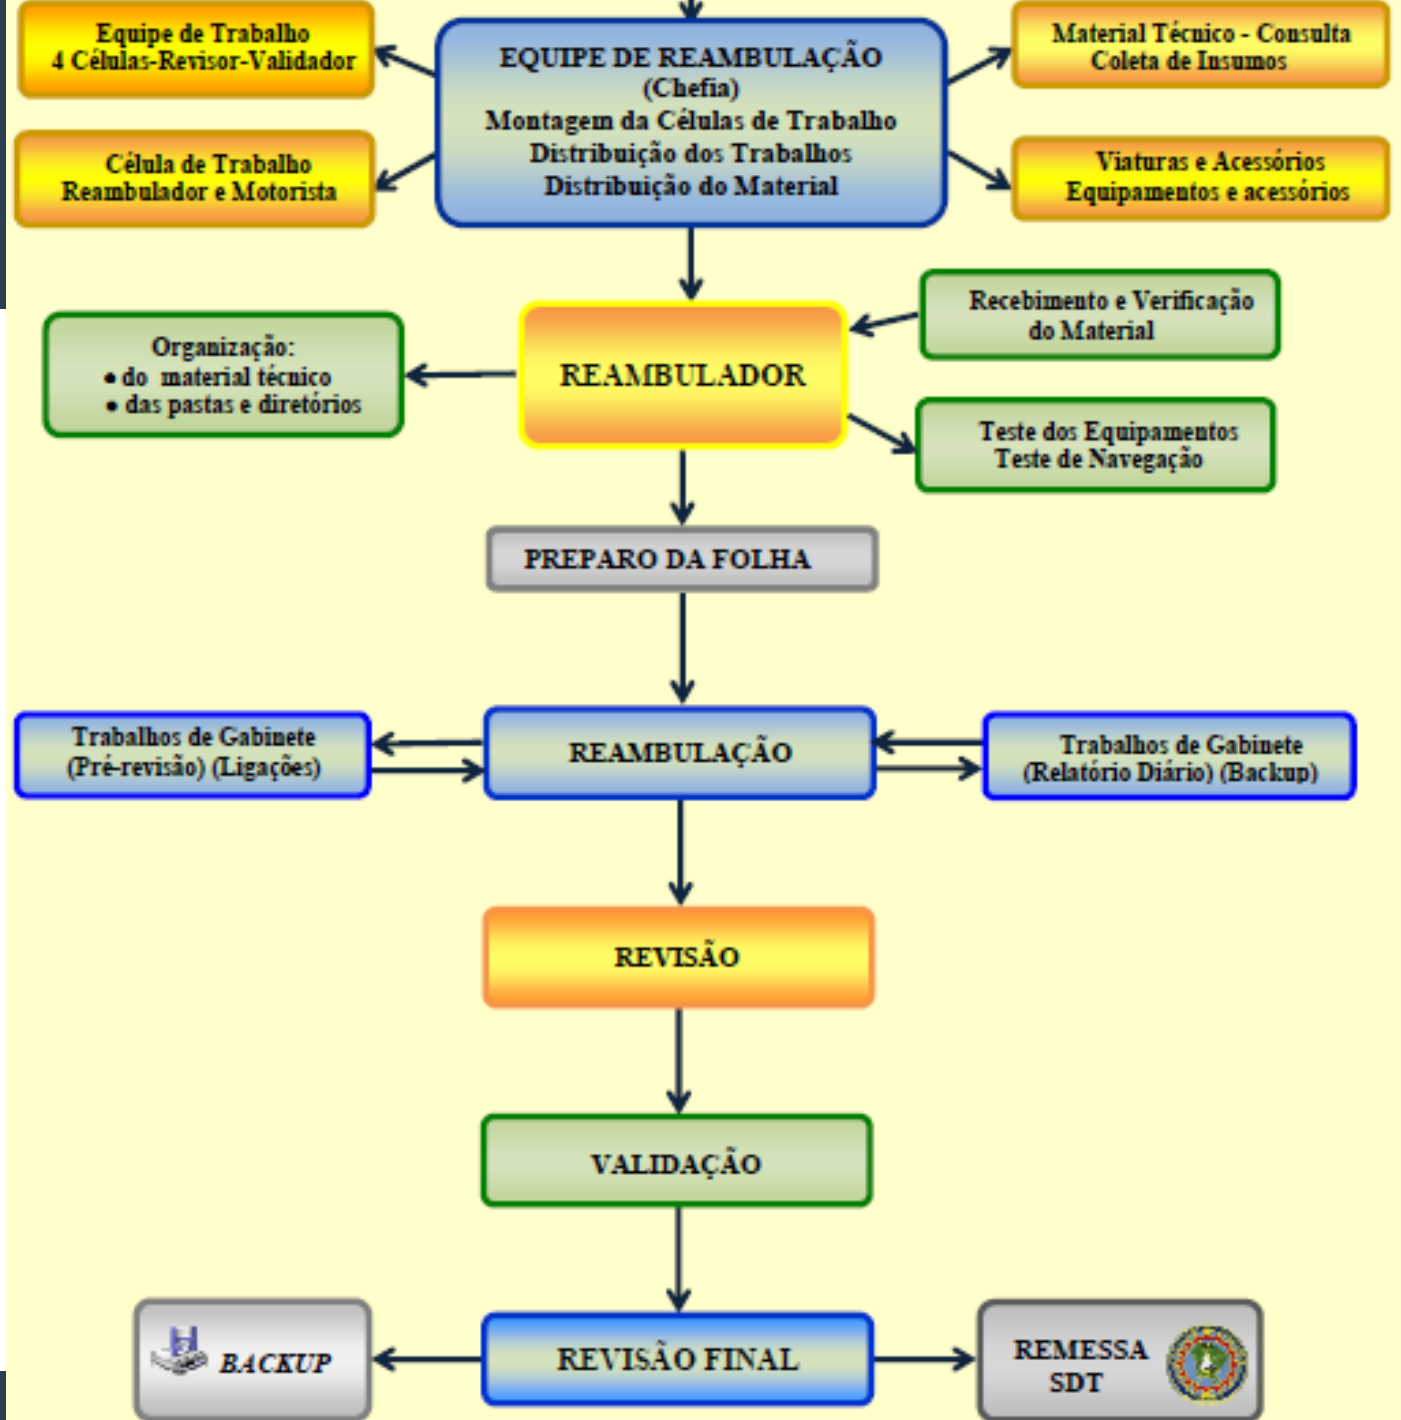 Equipe de Trabalho
4 Células-Revisor-Validador
EQUIPE DE REAMBULAÇÃO
(Chefia)
Montagem da Células de Trabalho
Distribuição dos Trabalhos
Distribuição do Material
Material Técnico - Consulta
Coleta de Insumos
Célula de Trabalho
Reambulador e Motorista
Viaturas e Acessórios
Equipamentos e acessórios
Recebimento e Verificação
do Material
Organização:
• do material técnico
• das pastas e diretórios
REAMBULADOR
Teste dos Equipamentos
Teste de Navegação
PREPARO DA FOLHA
Trabalhos de Gabinete
(Pré-revisão) (Ligações)
REAMBULAÇÃO
Trabalhos de Gabinete
(Relatório Diário) (Backup)
REVISÃO
VALIDAÇÃO
BACKUP
REVISÃO FINAL
REMESSA
SDT